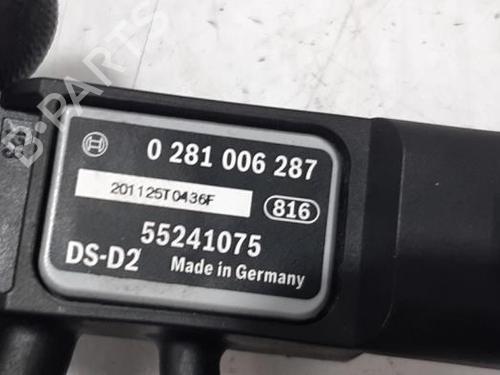 0 281 006 287
201125T0436F
816
55241075
DS-D2 Made in Germany
B-PARTS